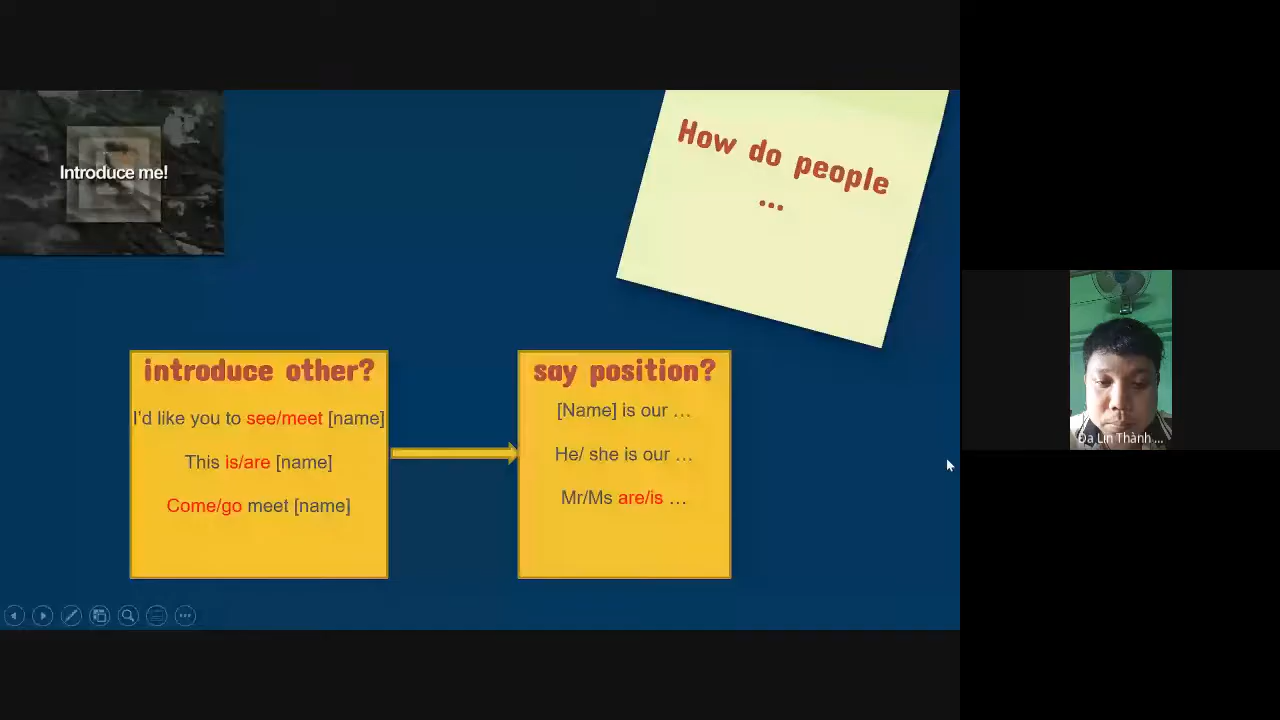 Introduce me!
How do people
...
introduce other?
I'd like you to see/meet [name]
This is/are [name]
Come/go meet [name]
say position?
[Name] is our ...
He/ she is our ...
Mr/Ms are/is ...
Đa Lin Thành ...